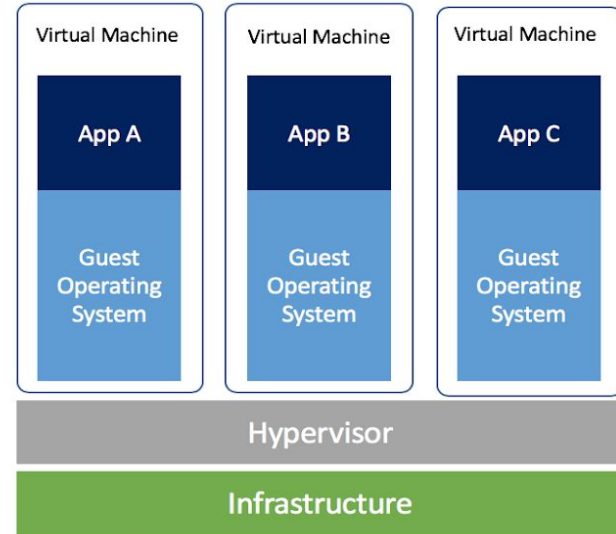 Virtual Machine
Virtual Machine
Virtual Machine
App A
App B
App C
Guest
Operating
System
Guest
Operating
System
Guest
Operating
System
Hypervisor
Infrastructure